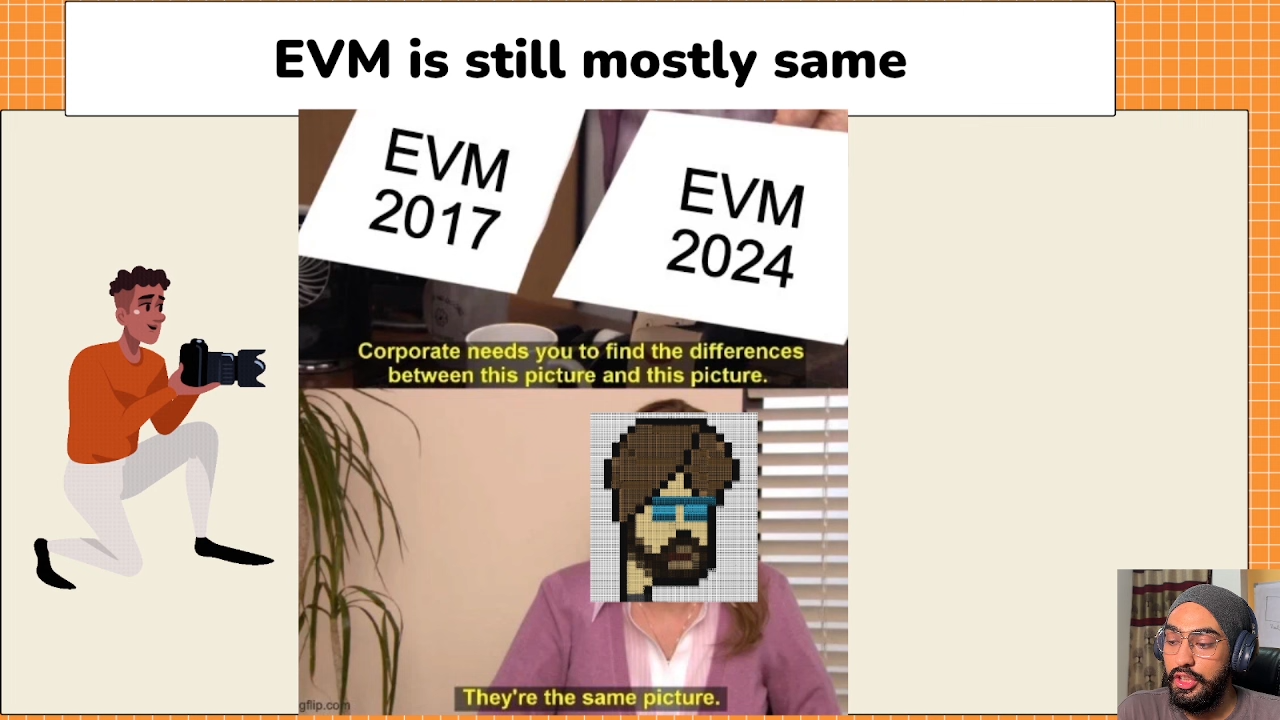 EVM is still mostly same
EVM
2017
EVM
2024
Corporate needs you to find the differences
between this picture and this picture.
They're the same picture.
gflip.com